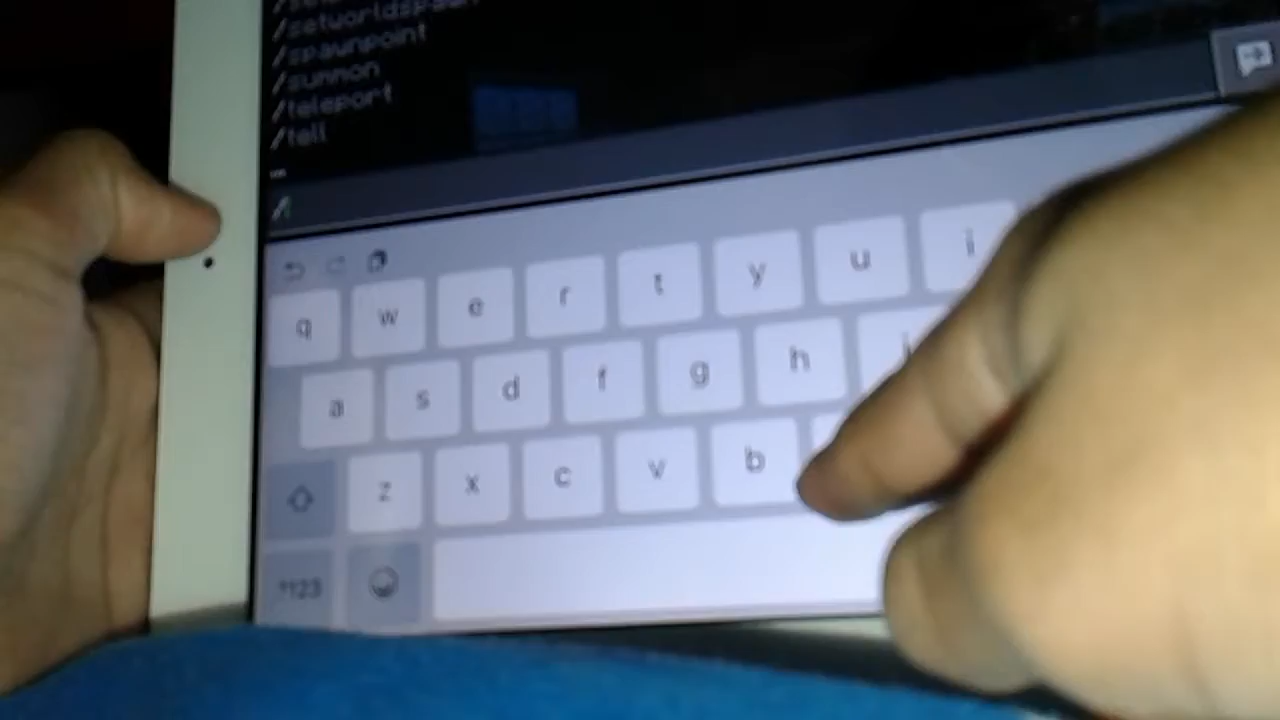 /setworldspawn
/spawnpoint
/summon
/teleport
/tell
/
q w e r t y u i
a s d f g h
z x c v b
.?123